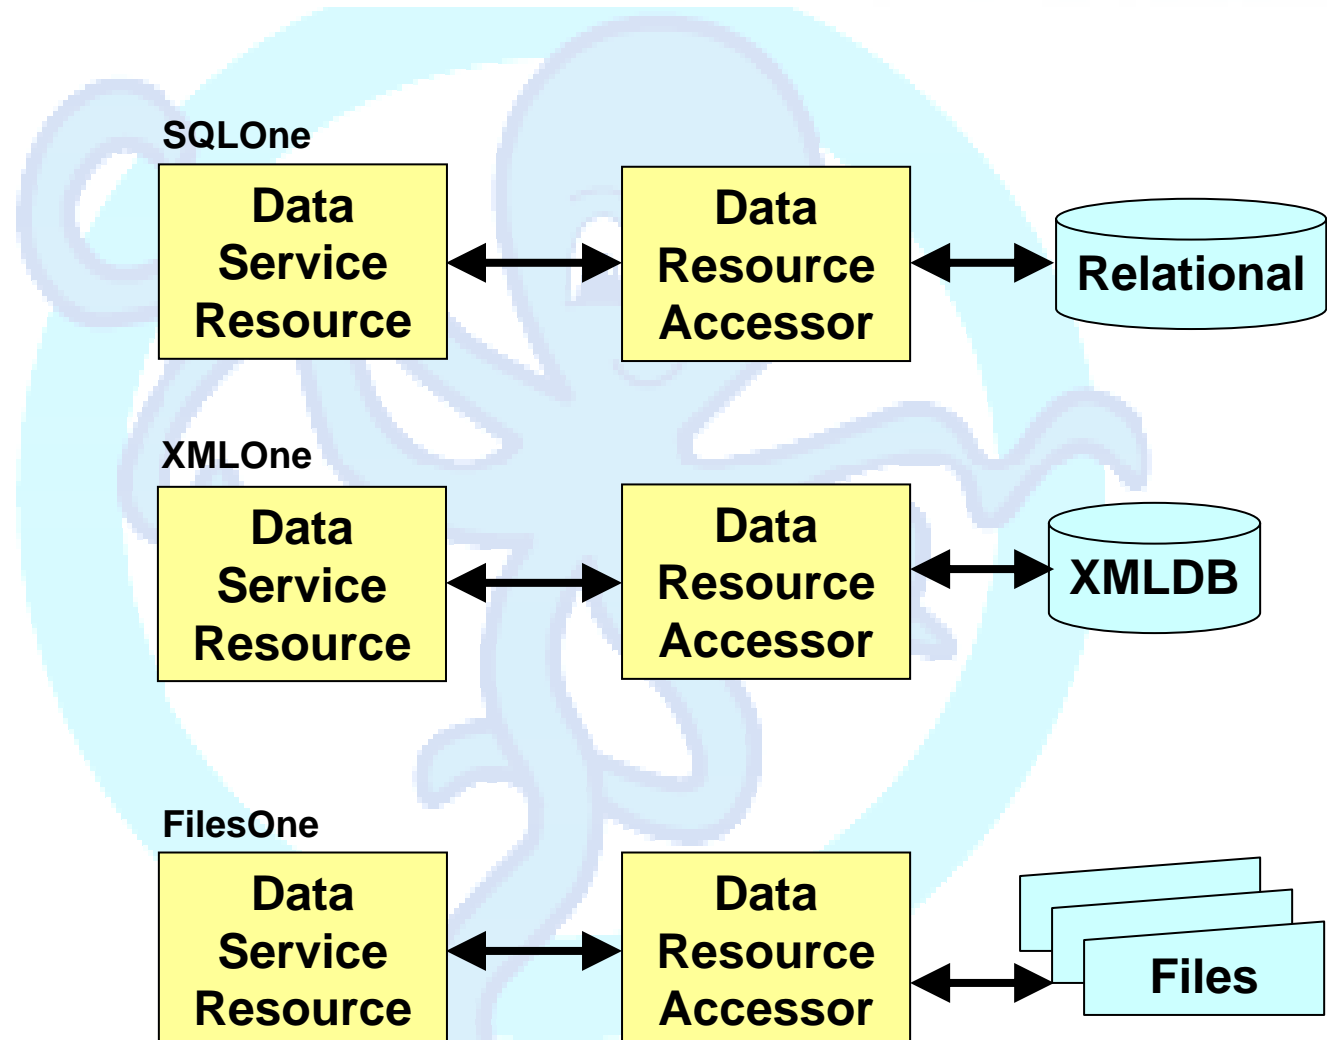 SQLOne
Data
Service
Resource
Data
Resource
Accessor
Relational
XMLOne
Data
Service
Resource
Data
Resource
Accessor
XMLDB
FilesOne
Data
Service
Resource
Data
Resource
Accessor
Files